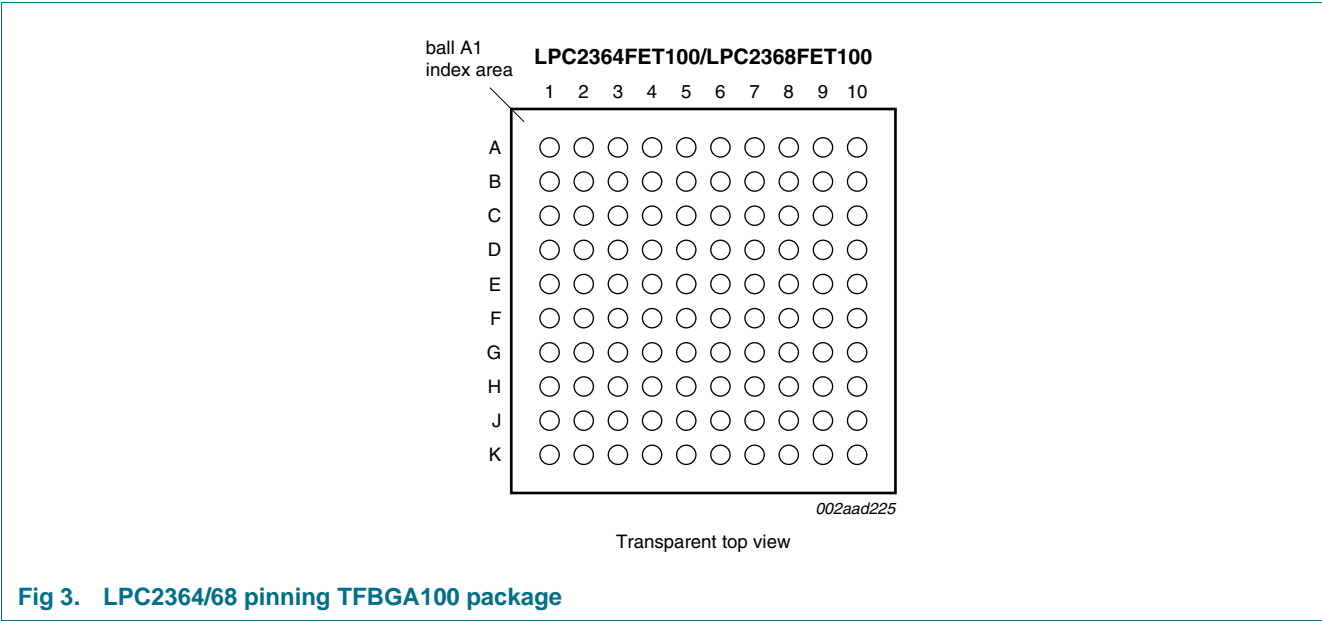 ball A1
index area
LPC2364FET100/LPC2368FET100
1 2 3 4 5 6 7 8 9 10
A
B
C
D
E
F
G
H
J
K
002aad225
Transparent top view
Fig 3. LPC2364/68 pinning TFBGA100 package